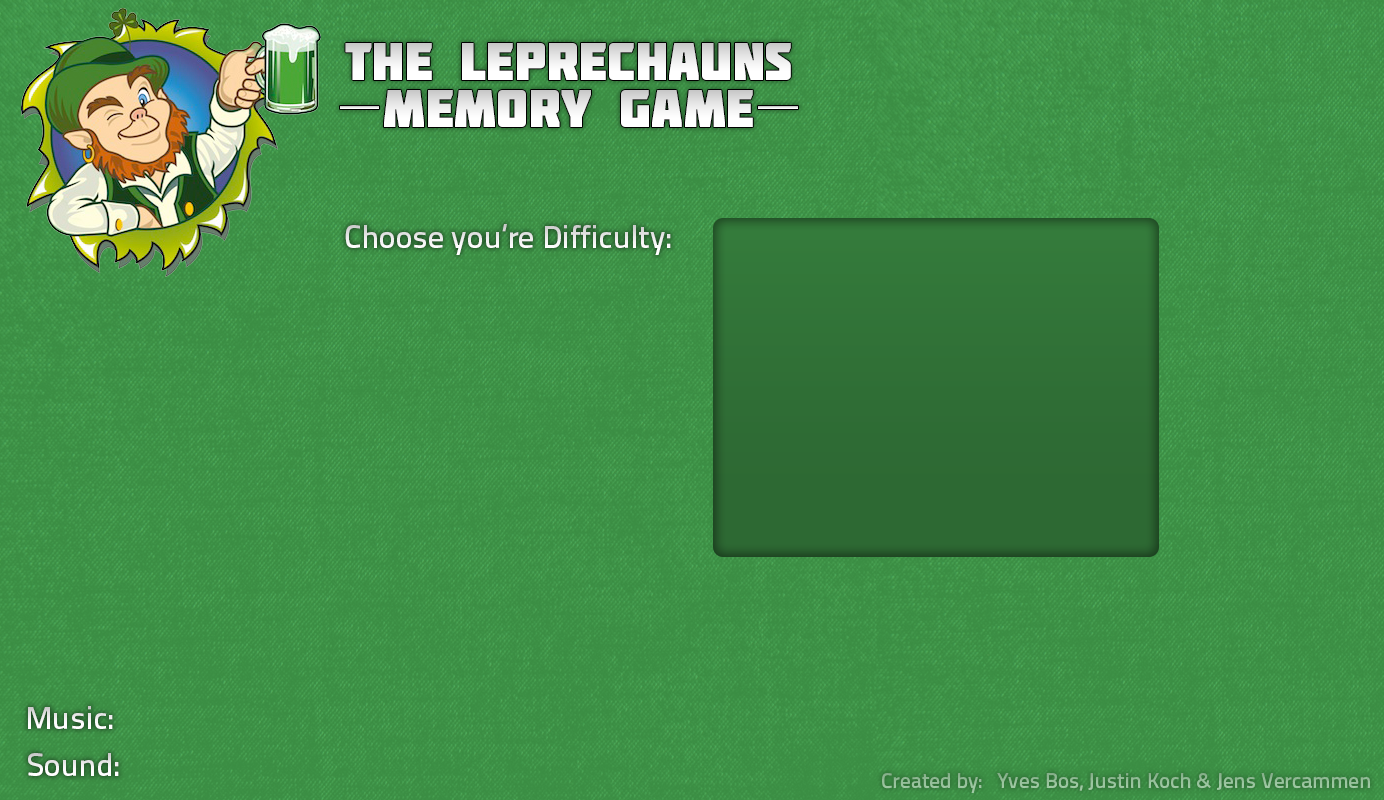 THE LEPRECHAUNS
MEMORY GAME
Choose you're Difficulty:
Music:
Sound:
Created by: Yves Bos, Justin Koch & Jens Vercammen